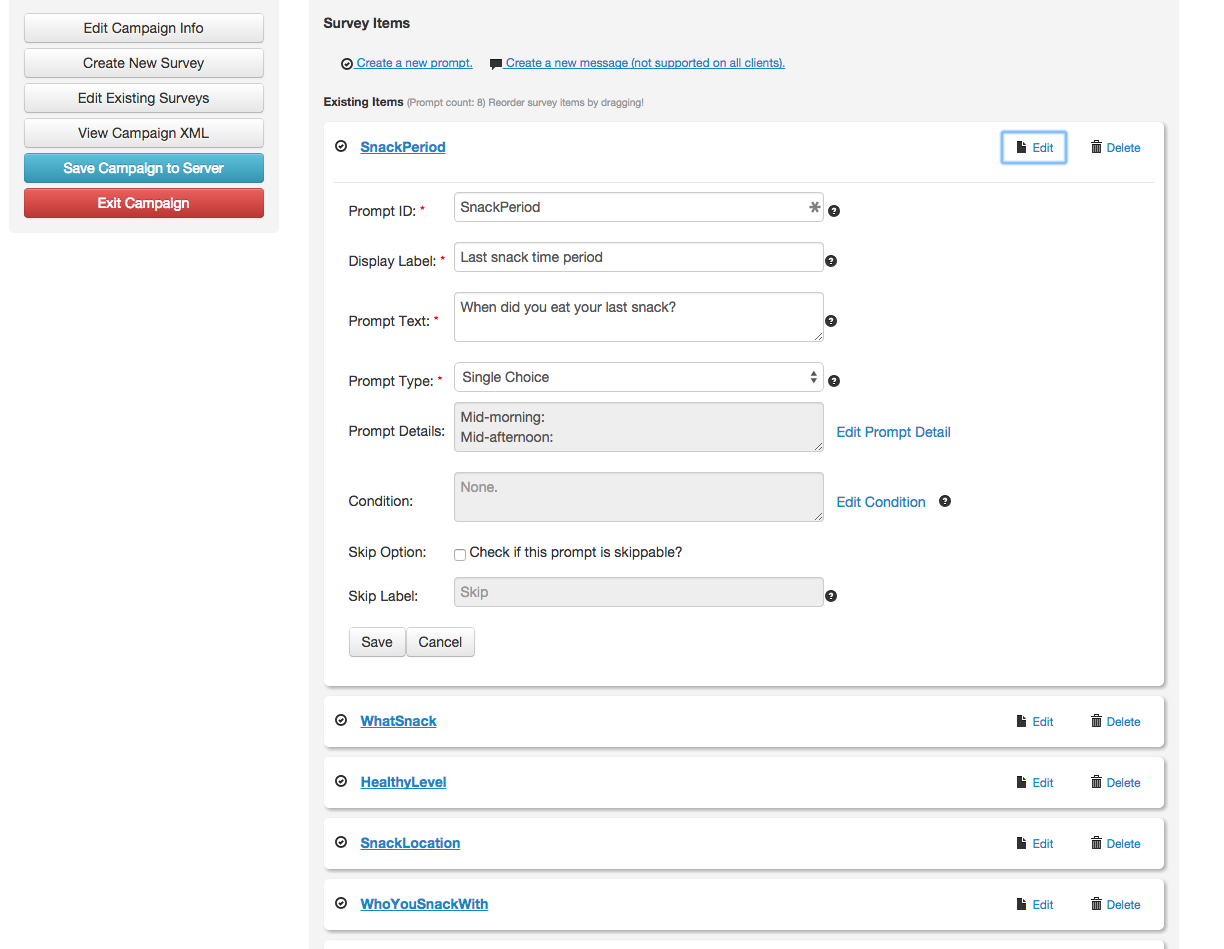 Edit Campaign Info
Create New Survey
Edit Existing Surveys
View Campaign XML
Save Campaign to Server
Exit Campaign
Survey Items
Create a new prompt. Create a new message (not supported on all clients).
Existing Items (Prompt count: 8) Reorder survey items by dragging!
SnackPeriod Edit Delete
Prompt ID: * SnackPeriod
Display Label: * Last snack time period
Prompt Text: * When did you eat your last snack?
Prompt Type: * Single Choice
Prompt Details: Mid-morning:
Mid-afternoon:
Edit Prompt Detail
Condition: None. Edit Condition
Skip Option: Check if this prompt is skippable?
Skip Label: Skip
Save Cancel
WhatSnack Edit Delete
HealthyLevel Edit Delete
SnackLocation Edit Delete
WhoYouSnackWith Edit Delete